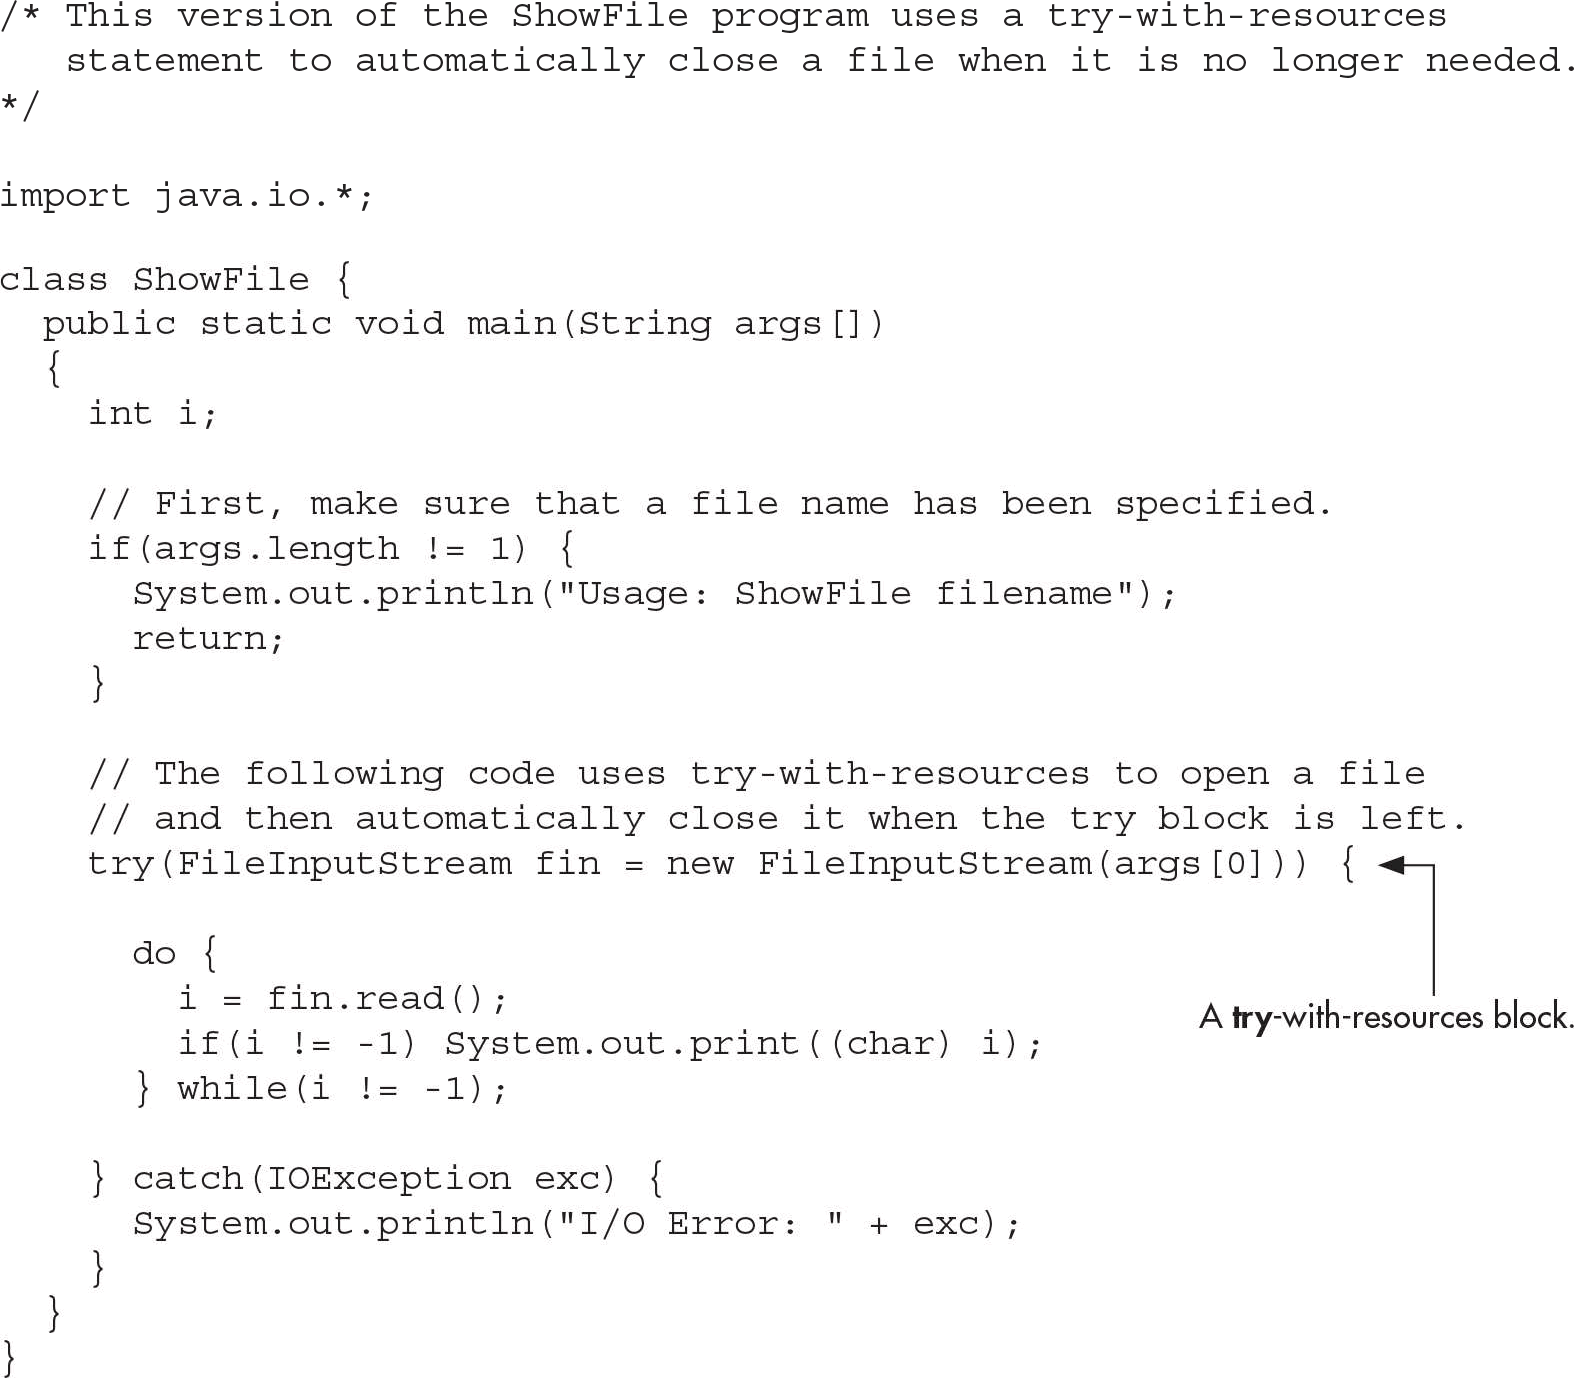 /* This version of the ShowFile program uses a try-with-resources
   statement to automatically close a file when it is no longer needed.
*/

import java.io.*;

class ShowFile {
  public static void main(String args[])
  {
    int i;

    // First, make sure that a file name has been specified.
    if(args.length != 1) {
      System.out.println("Usage: ShowFile filename");
      return;
    }

    // The following code uses try-with-resources to open a file
    // and then automatically close it when the try block is left.
    try(FileInputStream fin = new FileInputStream(args[0])) {

      do {
        i = fin.read();
        if(i != -1) System.out.print((char) i);
      } while(i != -1);

    } catch(IOException exc) {
      System.out.println("I/O Error: " + exc);
    }
  }
}
A try-with-resources block.